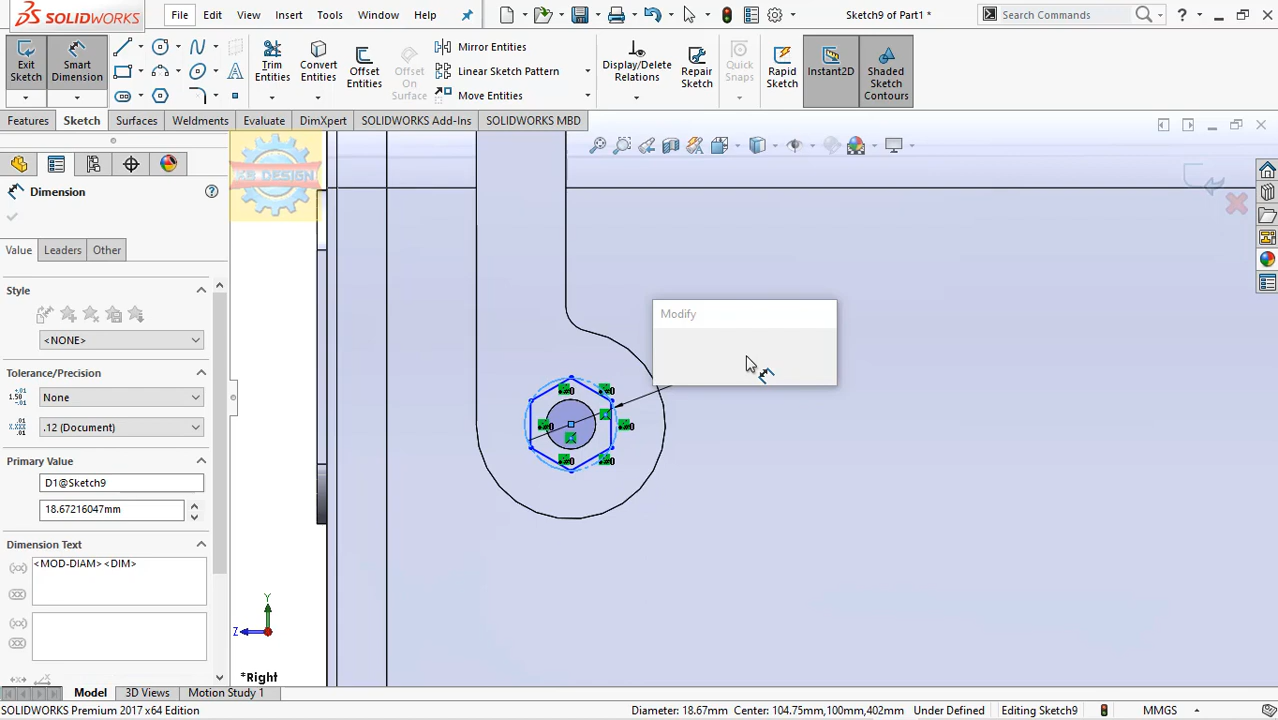 SOLIDWORKS
File
Edit
View
Insert
Tools
Window
Help
Sketch9 of Part1 *
Search Commands
Exit Sketch
Smart Dimension
Trim Entities
Convert Entities
Offset Entities
Offset On Surface
Mirror Entities
Linear Sketch Pattern
Move Entities
Display/Delete Relations
Repair Sketch
Quick Snaps
Rapid Sketch
Instant2D
Shaded Sketch Contours
Features
Sketch
Surfaces
Weldments
Evaluate
DimXpert
SOLIDWORKS Add-Ins
SOLIDWORKS MBD
Dimension
Value
Leaders
Other
Style
<NONE>
Tolerance/Precision
None
.12 (Document)
Primary Value
D1@Sketch9
18.67216047mm
Dimension Text
<MOD-DIAM><DIM>
Modify
Y
Z
*Right
Model
3D Views
Motion Study 1
SOLIDWORKS Premium 2017 x64 Edition
Diameter: 18.67mm
Center: 104.75mm,100mm,402mm
Under Defined
Editing Sketch9
MMGS